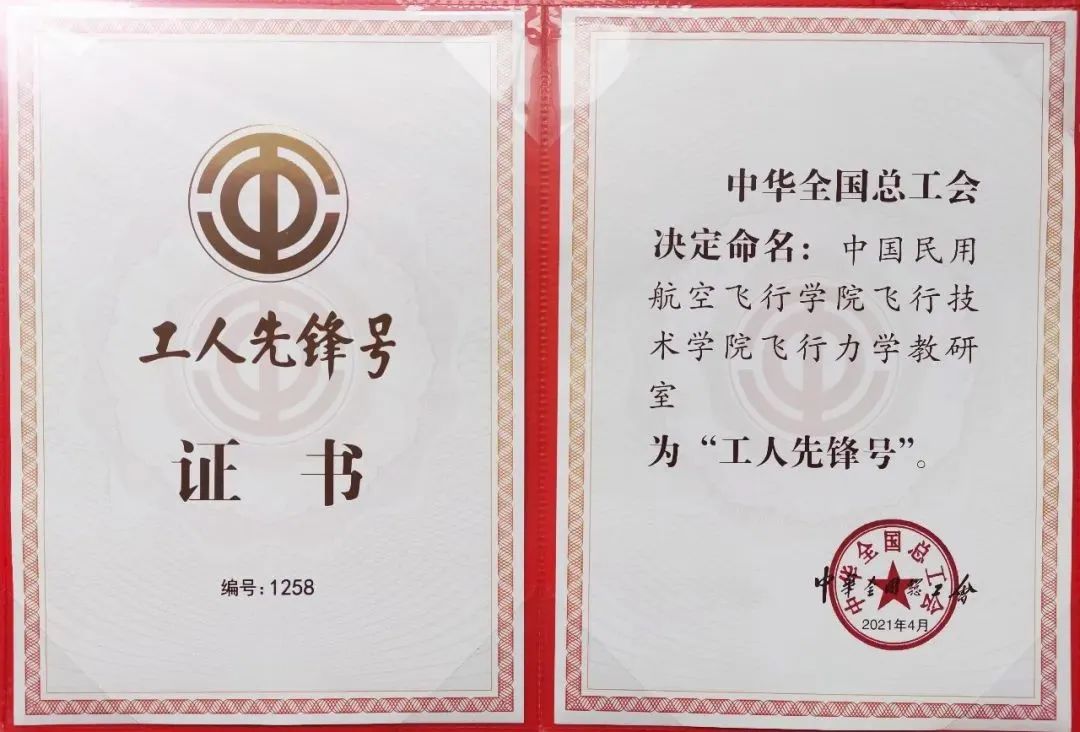 工人先锋号
证书
编号:1258
中华全国总工会
决定命名：中国民用
航空飞行学院飞行技
术学院飞行力学教研
室
为“工人先锋号”。
中华全国总工会
中华全国总工会
2021年4月